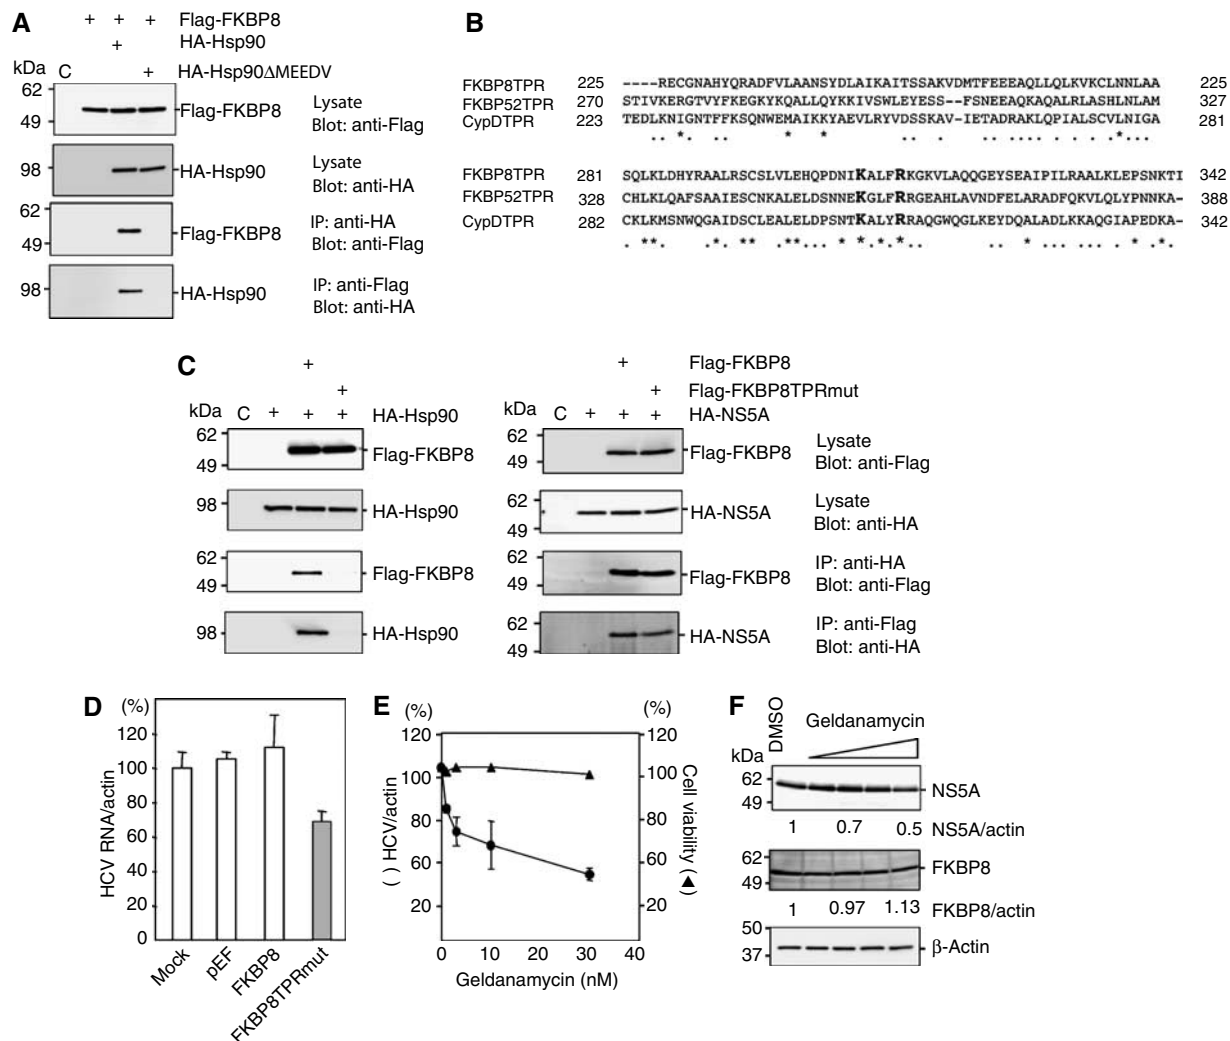 A
+ + + Flag-FKBP8
+ HA-Hsp90
kDa C + HA-Hsp90ΔMEEDV
62
49
Flag-FKBP8
Lysate
Blot: anti-Flag
98
HA-Hsp90
Lysate
Blot: anti-HA
62
49
Flag-FKBP8
IP: anti-HA
Blot: anti-Flag
98
HA-Hsp90
IP: anti-Flag
Blot: anti-HA
B
FKBP8TPR 225 ----RECGNAHYQRADFVLAANSYDLAIKAITSSAKVDMTFEEEAQLLQLKVKCLNNLAA 225
FKBP52TPR 270 STIVKERGTVYFKEGKYKQALLQYKKIVSWLEYESS--FSNEEAQKAQALRLASHLNLAM 327
CypDTPR 223 TEDLKNIGNTFFKSQNWEMAIKKYAEVLRYVDSSKAV-IETADRAKLQPIALSCVLNIGA 281
FKBP8TPR 281 SQLKLDHYRAALRSCSLVLEHQPDNIKALFRKGKVLAQQGEYSEAIPILRAALKLEPSNKTI 342
FKBP52TPR 328 CHLKLQAFSAAIESCNKALELDSNNEKGLFRRGEAHLAVNDFELARADFQKVLQLYPNNKA- 388
CypDTPR 282 CKLKMSNWQGAIDSCLEALELDPSNTKALYRRAQGWQGLKEYDQALADLKKAQGIAPEDKA- 342
C
+ Flag-FKBP8
+ Flag-FKBP8TPRmut
kDa C + + + HA-Hsp90
kDa C + + + HA-NS5A
62
49
Flag-FKBP8
62
49
Flag-FKBP8
Lysate
Blot: anti-Flag
98
HA-Hsp90
62
49
HA-NS5A
Lysate
Blot: anti-HA
62
49
Flag-FKBP8
62
49
Flag-FKBP8
IP: anti-HA
Blot: anti-Flag
98
HA-Hsp90
62
49
HA-NS5A
IP: anti-Flag
Blot: anti-HA
D
(%)
120
100
80
60
40
20
0
HCV RNA/actin
Mock
pEF
FKBP8
FKBP8TPRmut
E
(%) (%)
120 120
100 100
80 80
60 60
40 40
20 20
( ) HCV/actin
Cell viability (▲)
0 10 20 30 40
Geldanamycin (nM)
F
DMSO
Geldanamycin
kDa
62
49
NS5A
1 0.7 0.5 NS5A/actin
62
49
FKBP8
1 0.97 1.13 FKBP8/actin
50
37
β-Actin